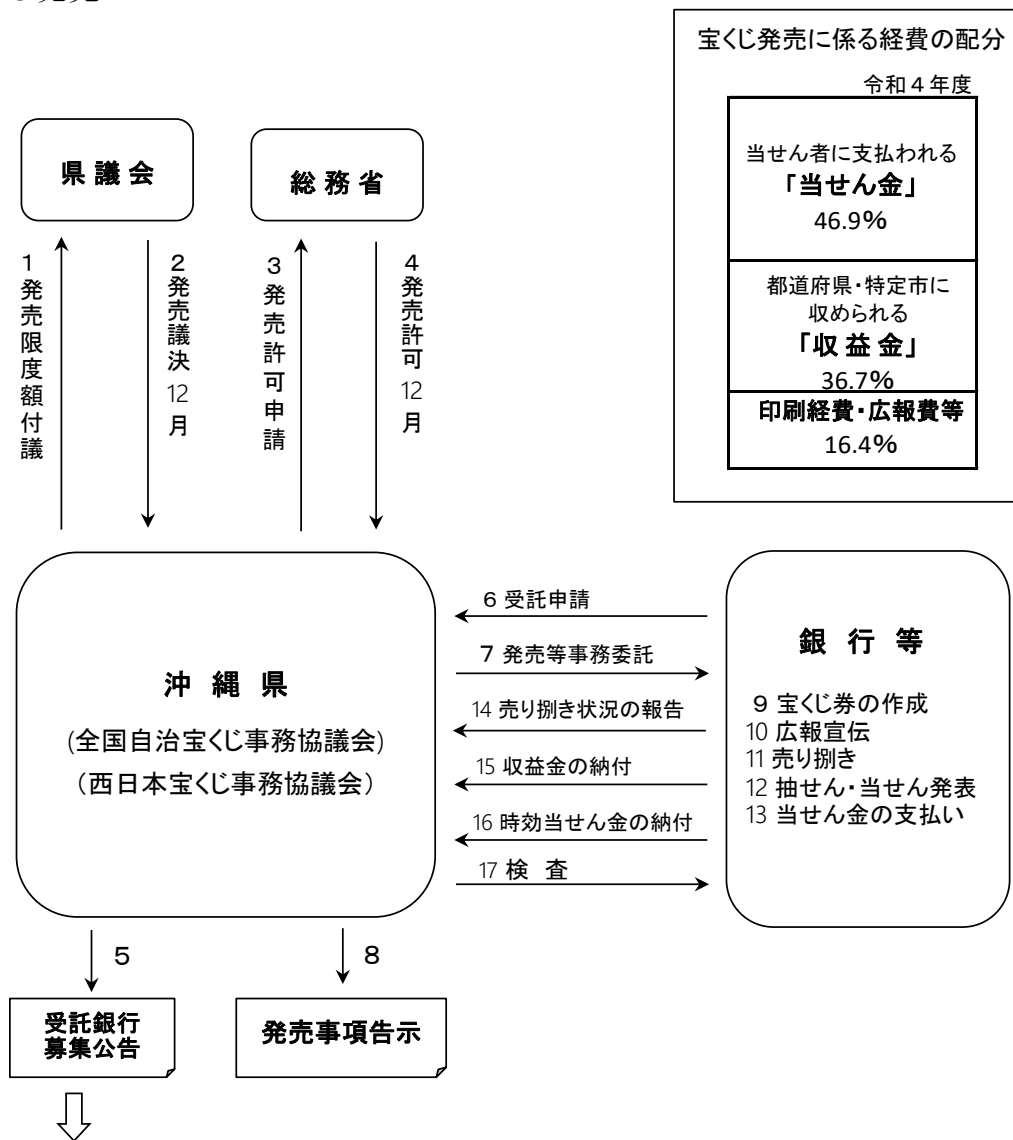 宝くじ発売に係る経費の配分
令和4年度
当せん者に支払われる
「当せん金」
46.9%
都道府県・特定市に
収められる
「収益金」
36.7%
印刷経費・広報費等
16.4%
県議会
総務省
1発売限度額付議
2発売議決12月
3発売許可申請
4発売許可12月
沖縄県
(全国自治宝くじ事務協議会)
(西日本宝くじ事務協議会)
6 受託申請
7 発売等事務委託
14 売り捌き状況の報告
15 収益金の納付
16 時効当せん金の納付
17 検 査
銀行等
9 宝くじ券の作成
10 広報宣伝
11 売り捌き
12 抽せん・当せん発表
13 当せん金の支払い
5
8
受託銀行
募集公告
発売事項告示